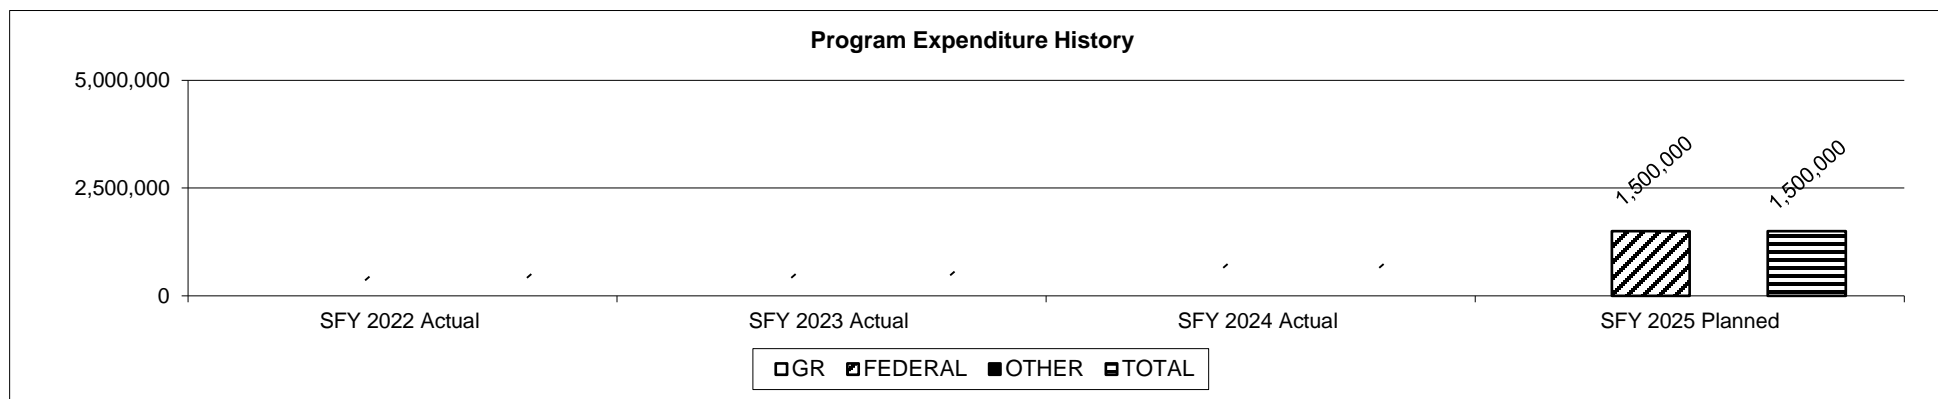 Program Expenditure History
5,000,000
2,500,000
0
1,500,000
1,500,000
-
-
-
-
-
-
SFY 2022 Actual
SFY 2023 Actual
SFY 2024 Actual
SFY 2025 Planned
GR FEDERAL OTHER TOTAL